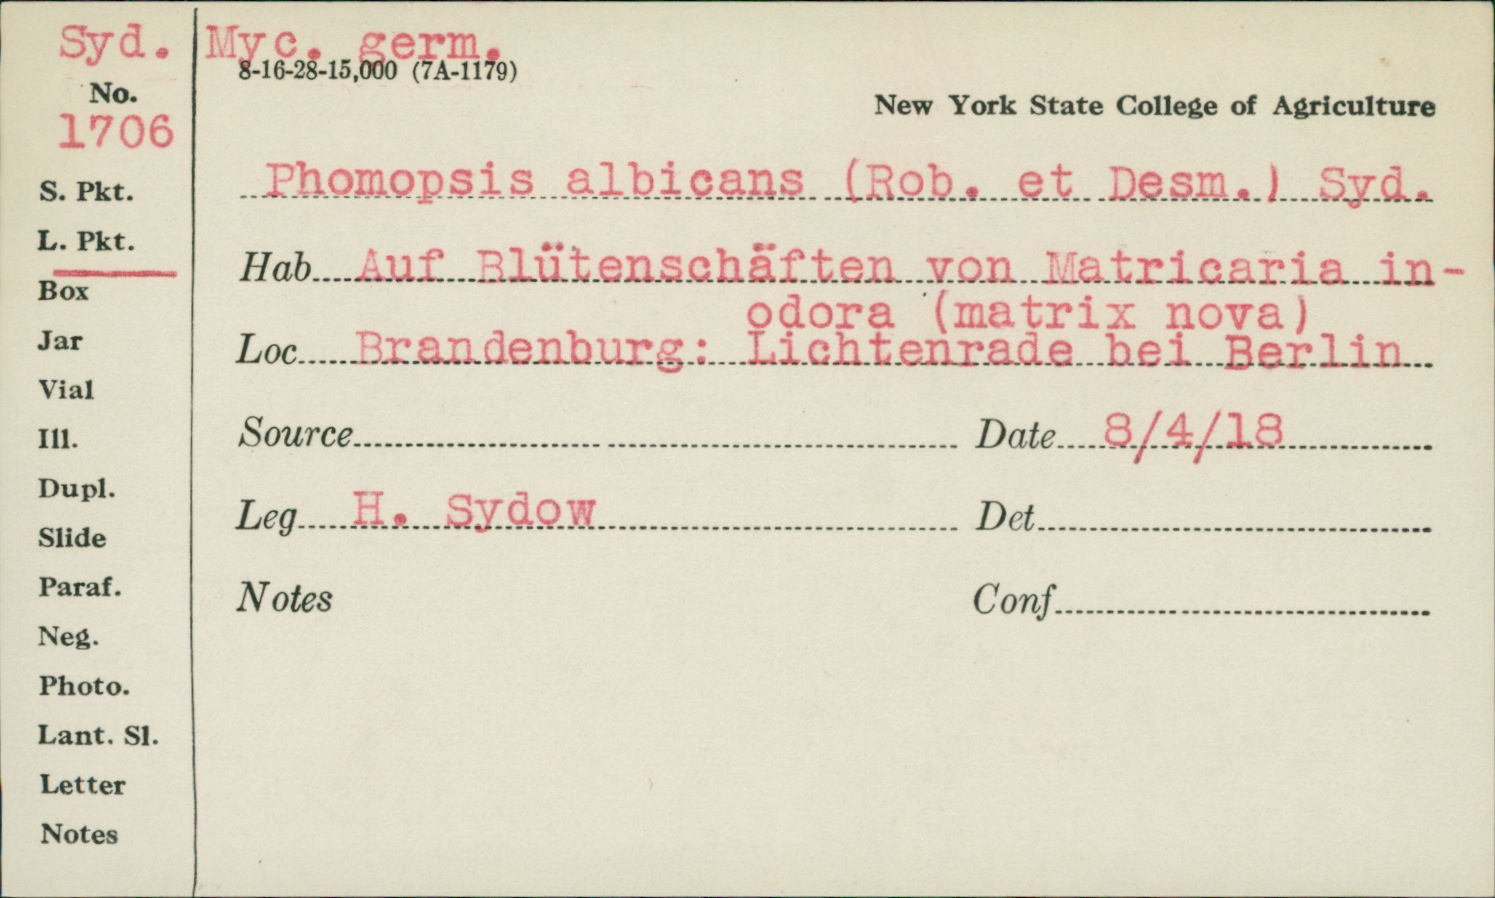 Syd. Myc. germ.
8-16-28-15,000 (7A-1179)
No.
1706
New York State College of Agriculture
Phomopsis albicans (Rob. et Desm.) Syd.
S. Pkt.
L. Pkt.
Hab. Auf Blütenschäften von Matricaria in-
odora (matrix nova)
Box
Jar
Loc. Brandenburg: Lichtenrade bei Berlin
Vial
Ill.
Source Date 8/4/18
Dupl.
Leg. H. Sydow Det.
Slide
Paraf.
Notes Conf.
Neg.
Photo.
Lant. Sl.
Letter
Notes